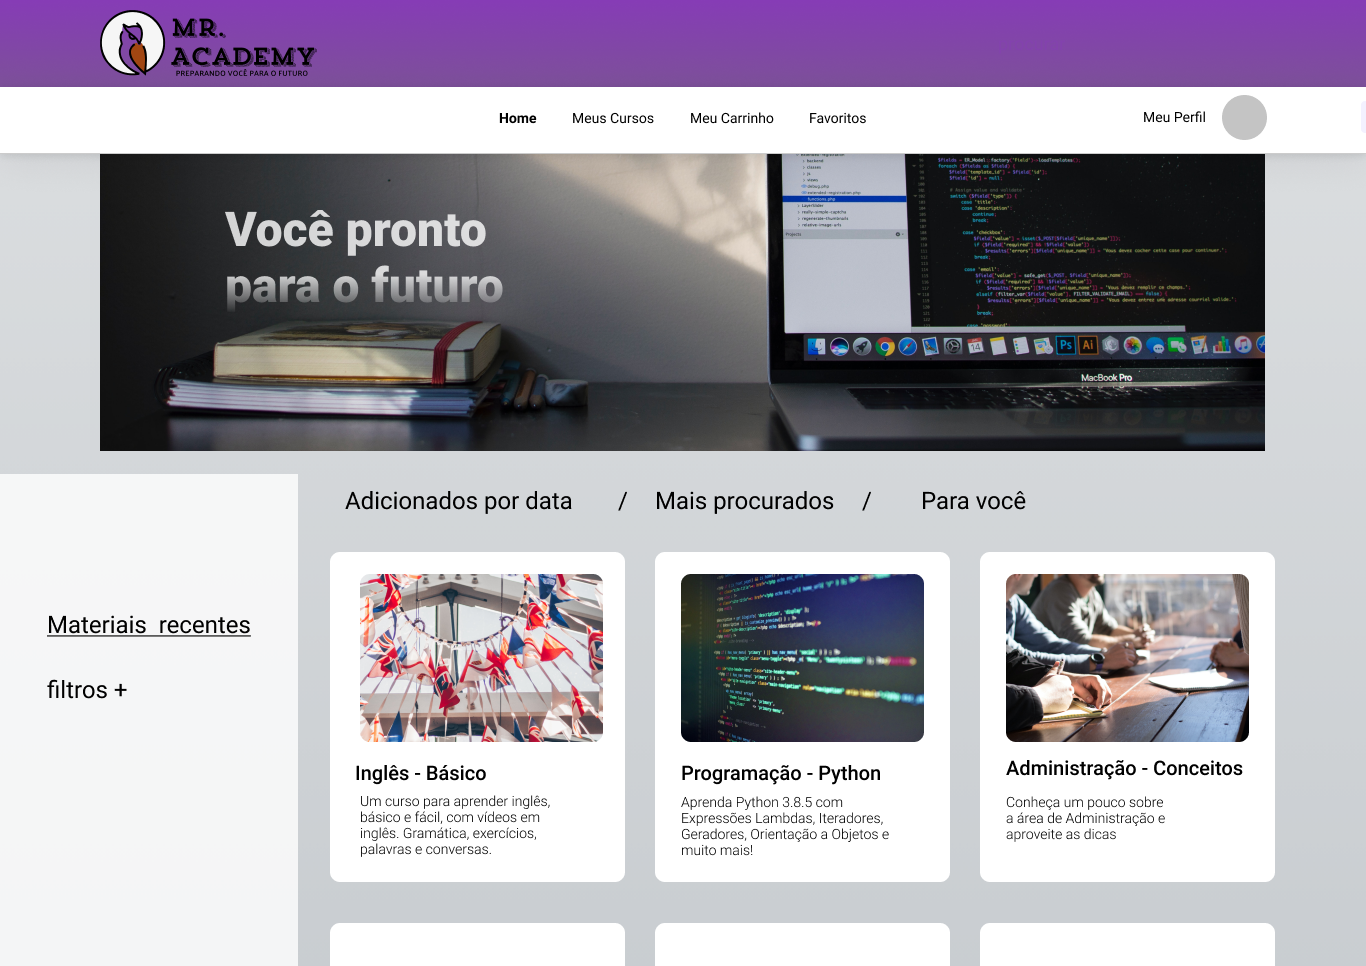 MR.
ACADEMY
PREPARANDO VOCÊ PARA O FUTURO
Home Meus Cursos Meu Carrinho Favoritos Meu Perfil
Você pronto
para o futuro
MacBook Pro
Adicionados por data / Mais procurados / Para você
Materiais recentes
filtros +
Inglês - Básico
Um curso para aprender inglês,
básico e fácil, com vídeos em
inglês. Gramática, exercícios,
palavras e conversas.
Programação - Python
Aprenda Python 3.8.5 com
Expressões Lambdas, Iteradores,
Geradores, Orientação a Objetos e
muito mais!
Administração - Conceitos
Conheça um pouco sobre
a área de Administração e
aproveite as dicas